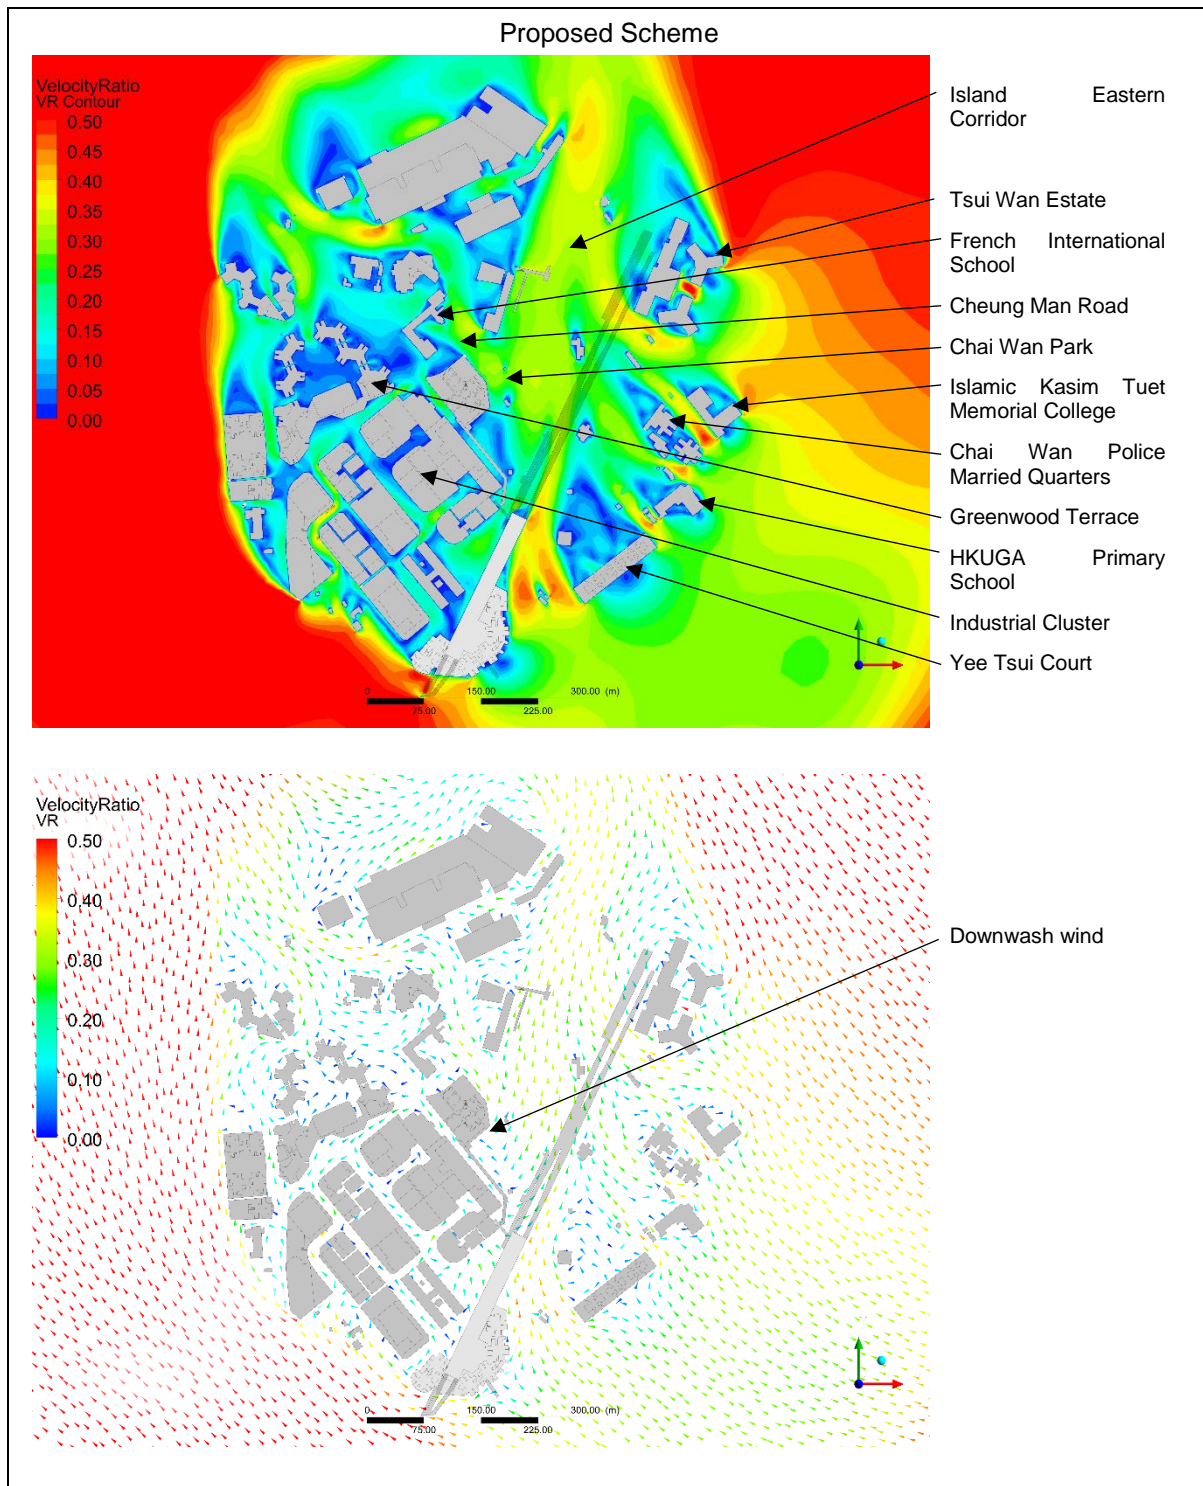 Proposed Scheme
VelocityRatio
VR Contour
0.50
0.45
0.40
0.35
0.30
0.25
0.20
0.15
0.10
0.05
0.00
0 150.00 300.00 (m)
75.00 225.00
Island Eastern
Corridor
Tsui Wan Estate
French International
School
Cheung Man Road
Chai Wan Park
Islamic Kasim Tuet
Memorial College
Chai Wan Police
Married Quarters
Greenwood Terrace
HKUGA Primary
School
Industrial Cluster
Yee Tsui Court
VelocityRatio
VR
0.50
0.40
0.30
0.20
0.10
0.00
0 150.00 300.00 (m)
75.00 225.00
Downwash wind